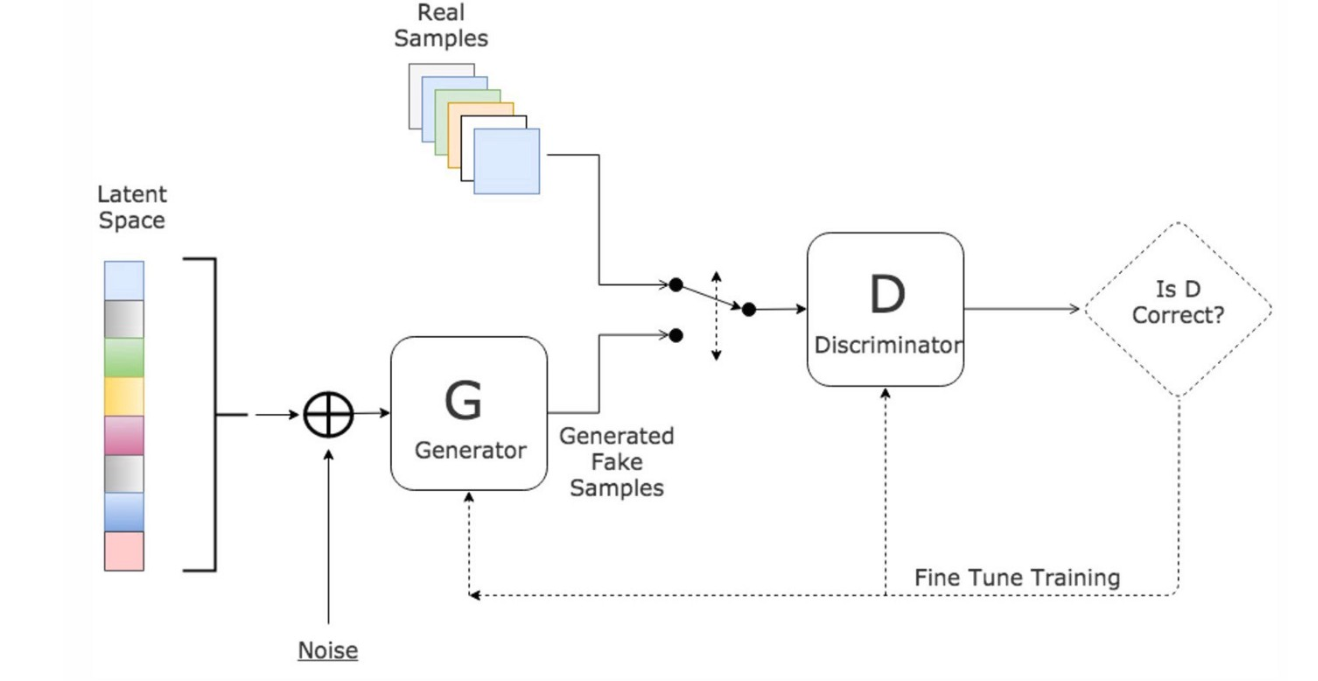 Real
Samples
Latent
Space
D
Discriminator
Is D
Correct?
G
Generator
Generated
Fake
Samples
Fine Tune Training
Noise